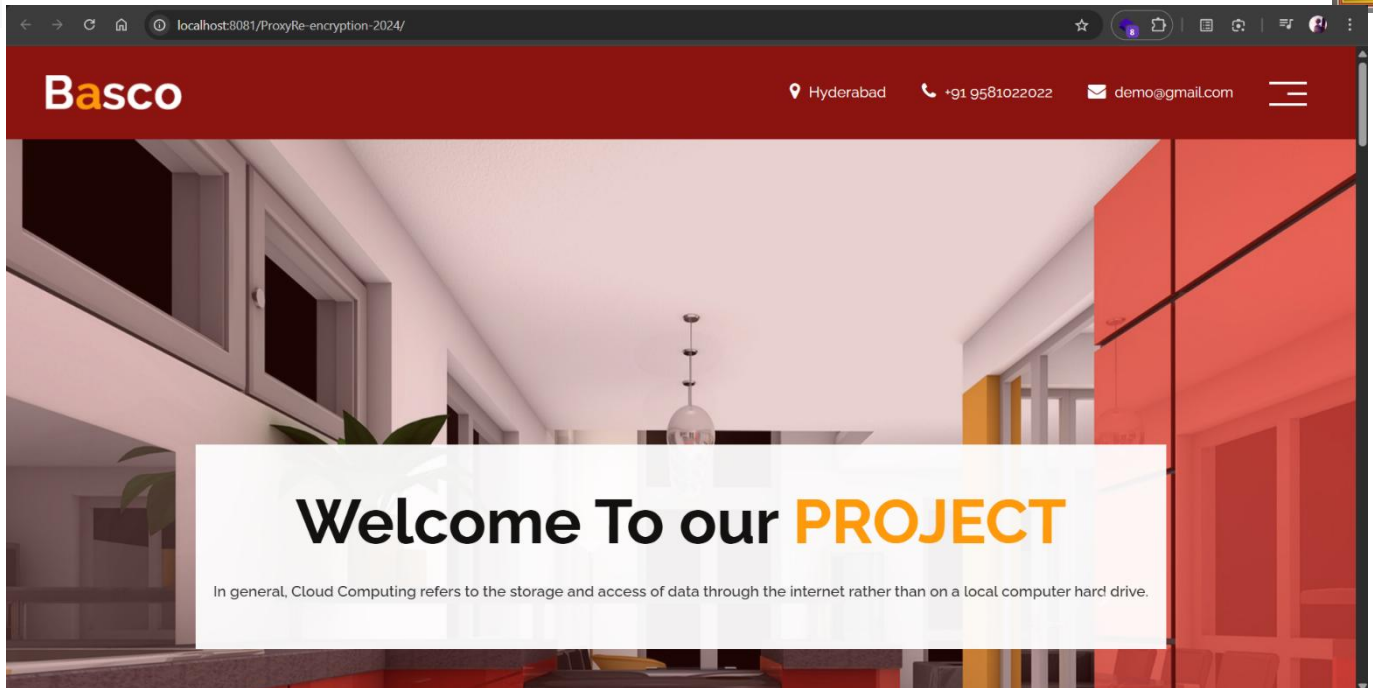 localhost:8081/ProxyRe-encryption-2024/
8
Basco
Hyderabad
+91 9581022022
demo@gmail.com
Welcome To our PROJECT
In general, Cloud Computing refers to the storage and access of data through the internet rather than on a local computer hard drive.